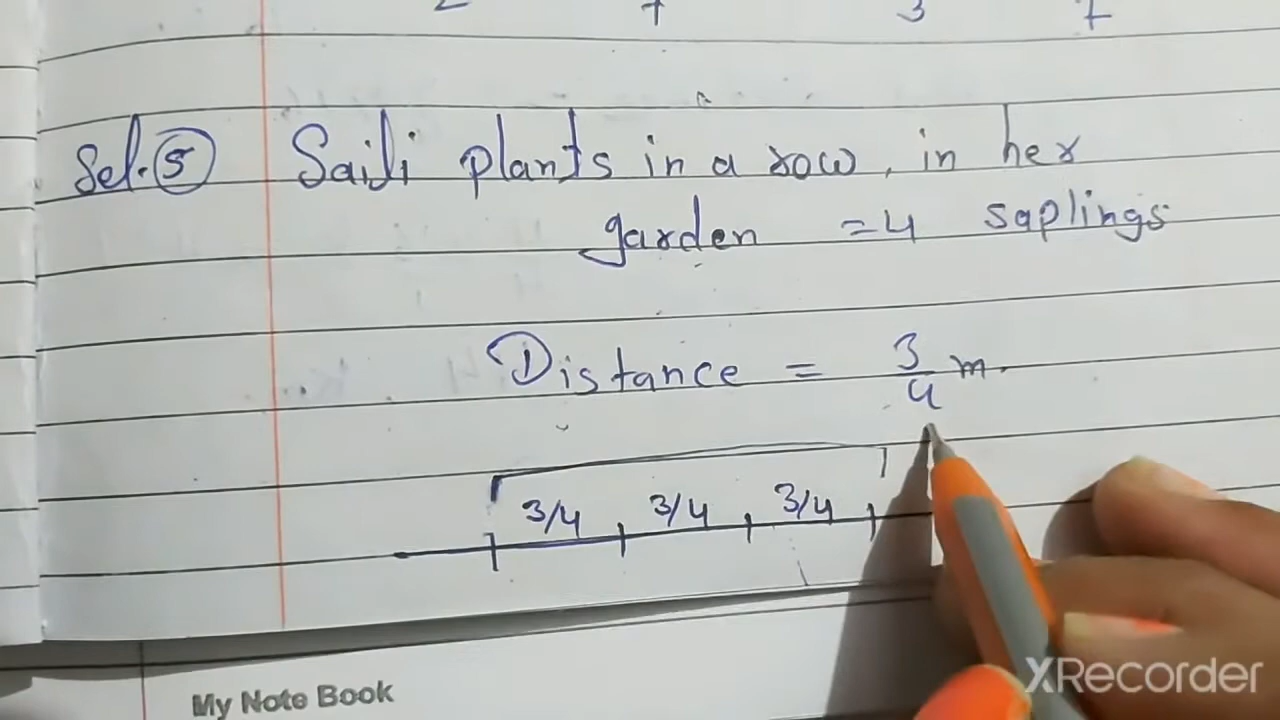 Sol. 5 Saili plants in a row, in her
garden = 4 saplings
Distance = 3/4 m.
3/4 3/4 3/4
My Note Book
XRecorder